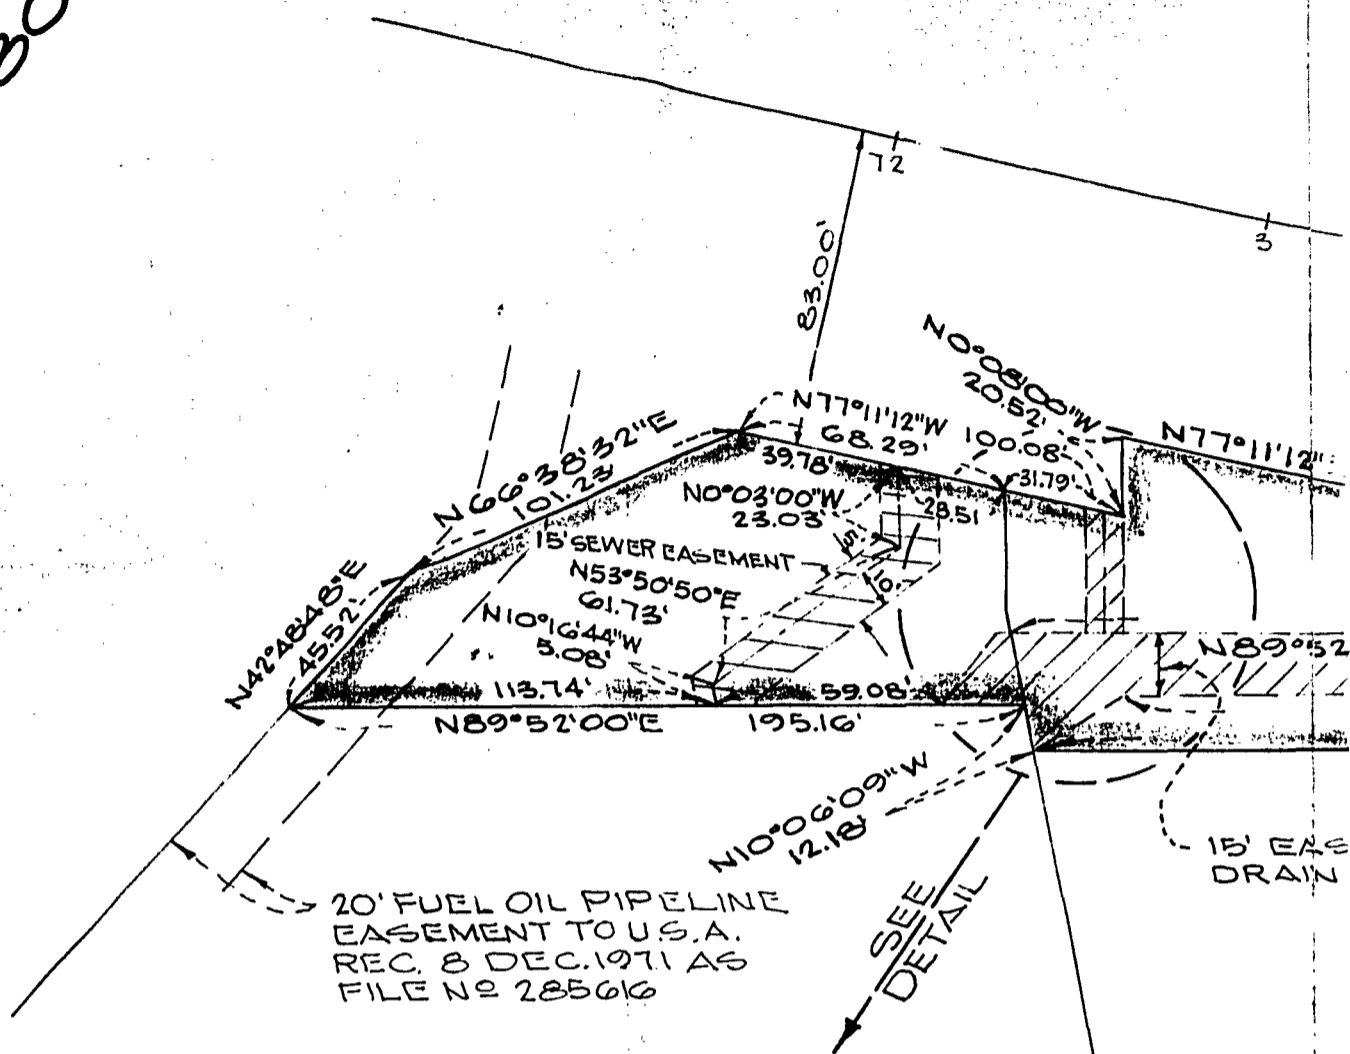 30
72
3
83.00'
N0°08'00"W
20.52'
N77°11'12"W
68.29'
100.08'
N77°11'12"
39.78'
31.79'
N66°38'32"E
101.23'
N0°03'00"W
23.03'
28.51
15'
15' SEWER EASEMENT
10'
N53°50'50"E
61.73'
N42°48'48"E
45.52'
N10°16'44"W
5.08'
N89°52
113.74'
59.08'
N89°52'00"E
195.16'
N10°06'09"W
12.18'
15' EAS
DRAIN
20' FUEL OIL PIPELINE
EASEMENT TO U.S.A.
REC. 8 DEC. 1971 AS
FILE Nº 285616
SEE
DETAIL